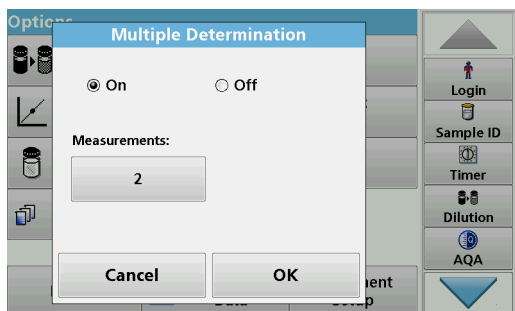 Options
Multiple Determination
On Off
Measurements:
2
Cancel OK
Login
Sample ID
Timer
Dilution
AQA